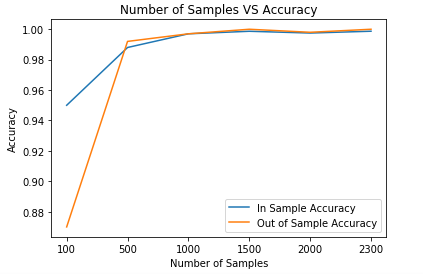 Number of Samples VS Accuracy
1.00
0.98
0.96
0.94
0.92
0.90
0.88
Accuracy
In Sample Accuracy
Out of Sample Accuracy
100 500 1000 1500 2000 2300
Number of Samples